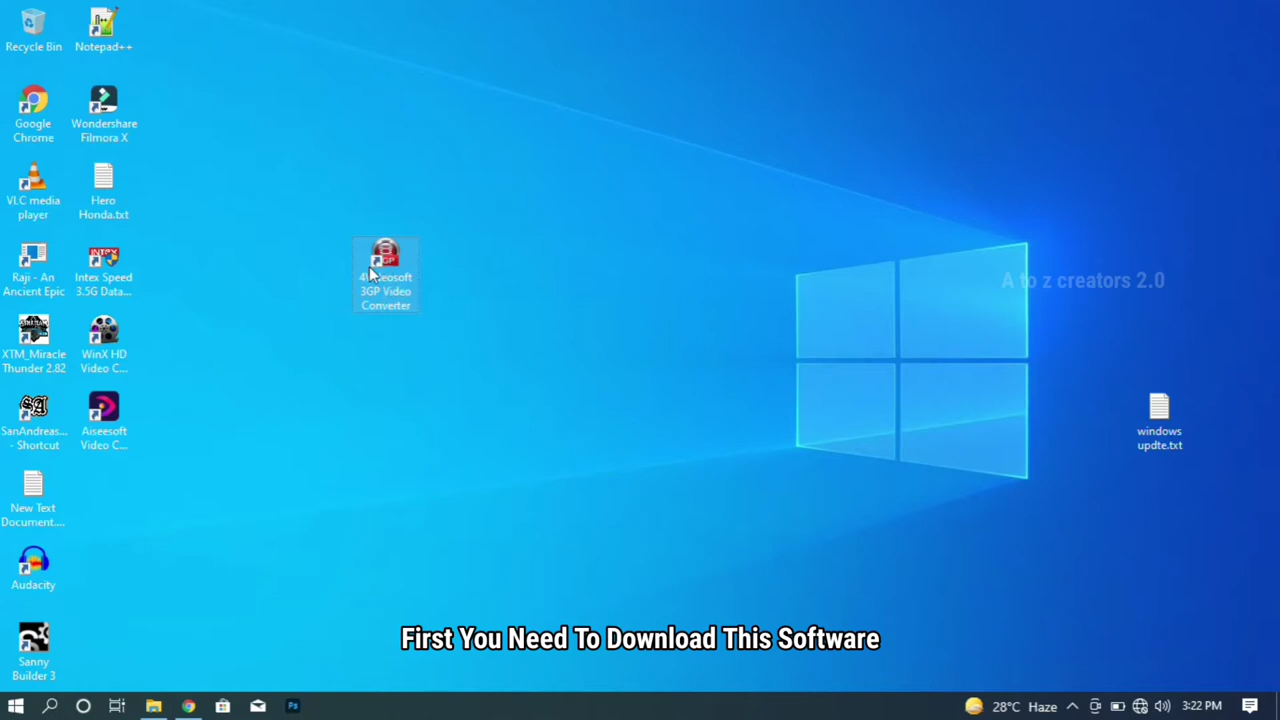 Recycle Bin
Notepad++
Google
Chrome
Wondershare
Filmora X
VLC media
player
Hero
Honda.txt
Raji - An
Ancient Epic
INTEX
Intex Speed
3.5G Data...
XTM_Miracle
Thunder 2.82
WinX HD
Video C...
SA
SanAndreas...
- Shortcut
Aiseesoft
Video C...
New Text
Document....
Audacity
Sanny
Builder 3
3GP Video
Converter
A to z creators 2.0
windows
updte.txt
First You Need To Download This Software
Ps
28°C Haze
3:22 PM